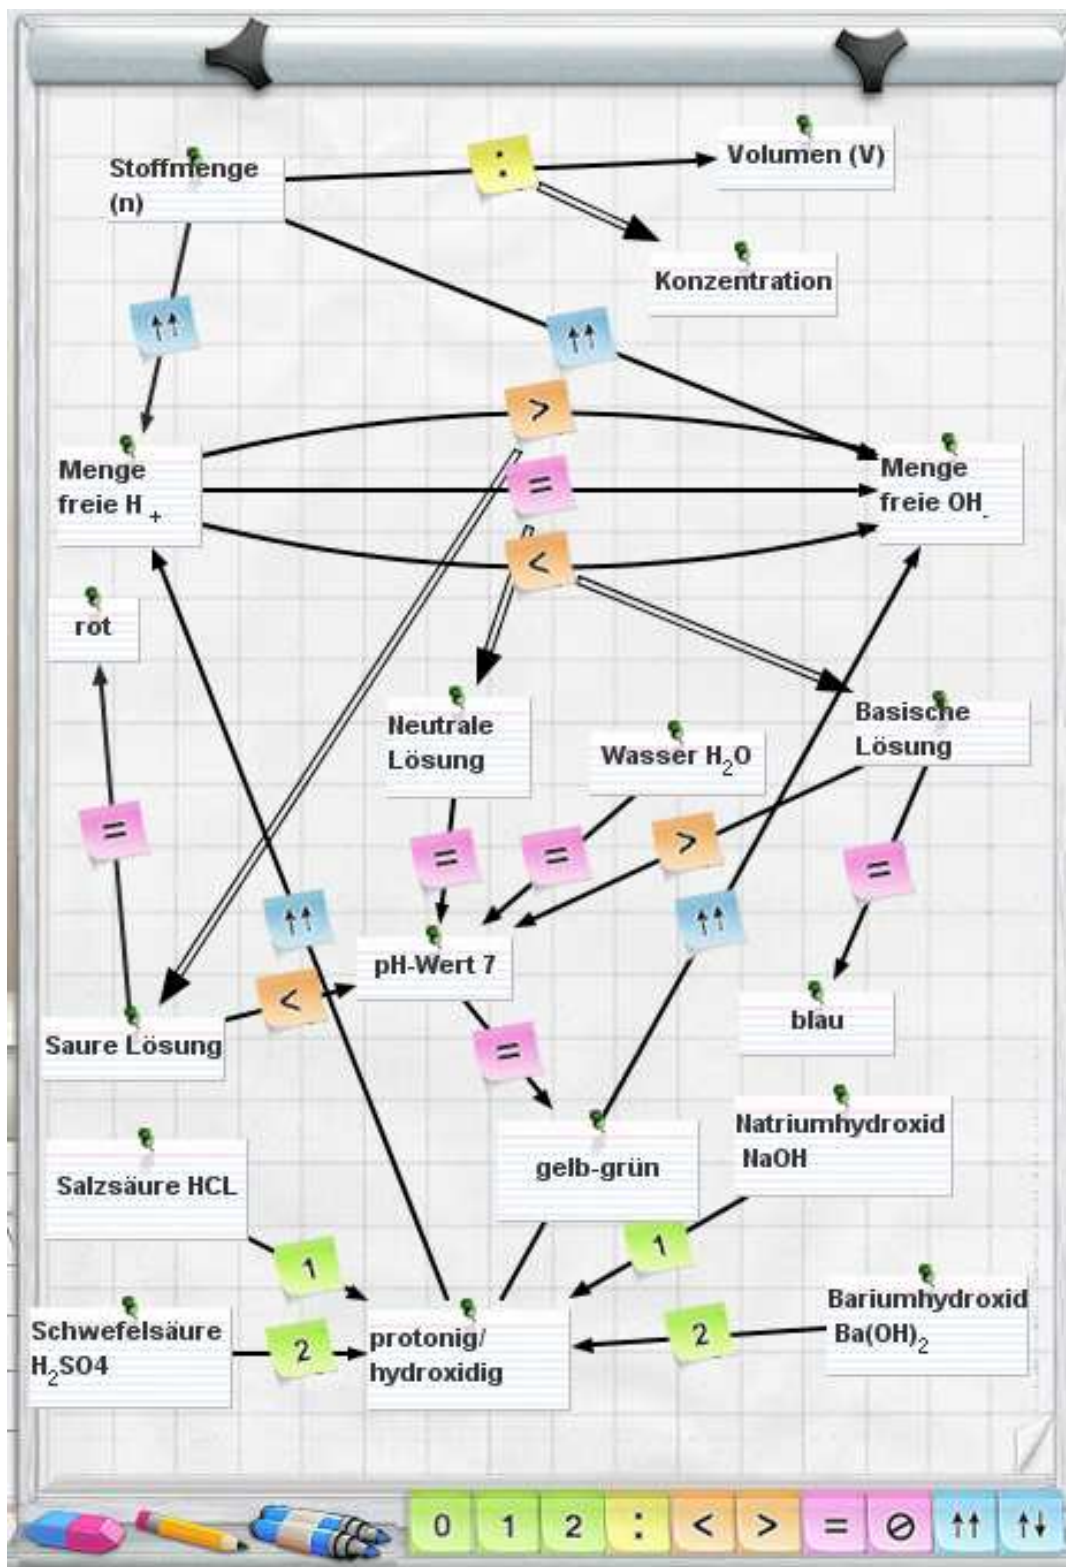 :
Volumen (V)
Stoffmenge
(n)
Konzentration
↑↑
↑↑
>
Menge
freie H +
=
Menge
freie OH-
<
rot
Neutrale
Lösung
Wasser H2O
Basische
Lösung
=
=
=
>
=
↑↑
↑↑
pH-Wert 7
<
blau
Saure Lösung
=
Natriumhydroxid
NaOH
gelb-grün
Salzsäure HCL
1
1
Schwefelsäure
H2SO4
2
protonig/
hydroxidig
2
Bariumhydroxid
Ba(OH)2
0 1 2 : < > = ⊘ ↑↑ ↑↓